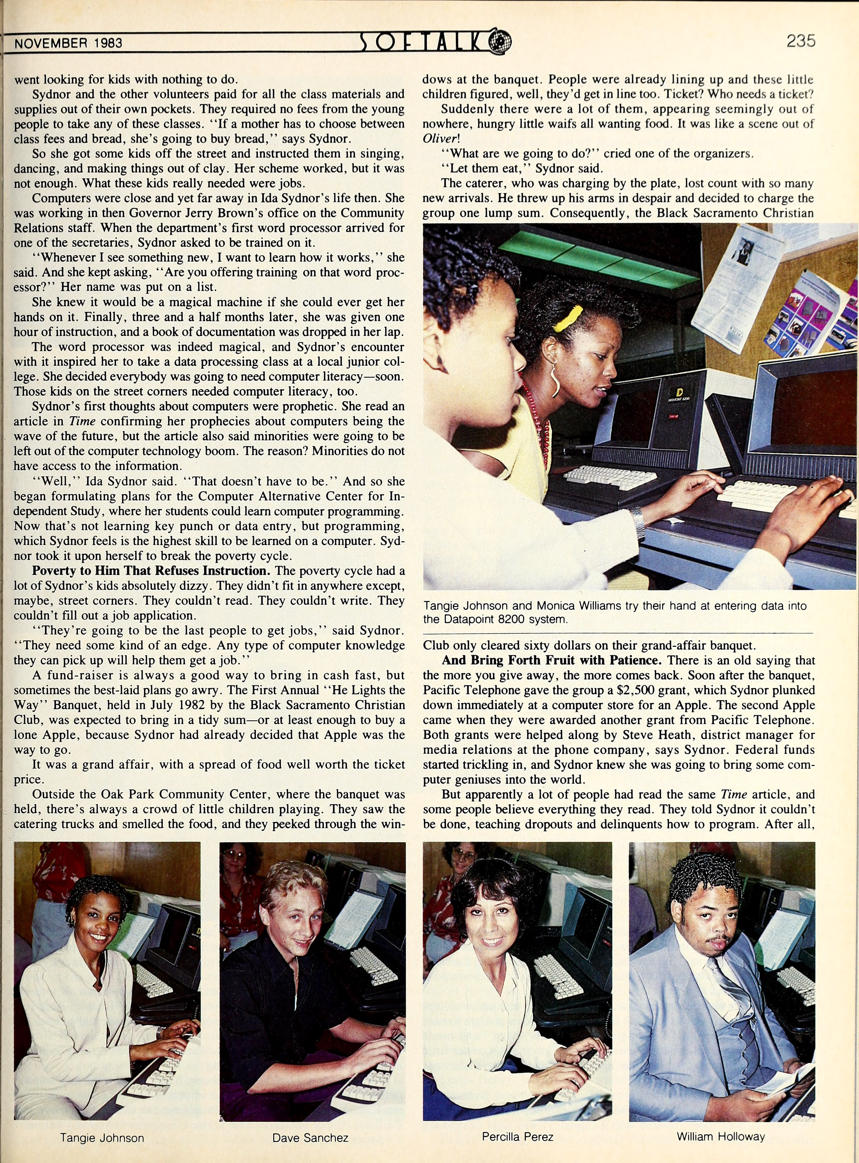 NOVEMBER 1983
SOFTALK
235
went looking for kids with nothing to do.
Sydnor and the other volunteers paid for all the class materials and
supplies out of their own pockets. They required no fees from the young
people to take any of these classes. "If a mother has to choose between
class fees and bread, she's going to buy bread," says Sydnor.
So she got some kids off the street and instructed them in singing,
dancing, and making things out of clay. Her scheme worked, but it was
not enough. What these kids really needed were jobs.
Computers were close and yet far away in Ida Sydnor's life then. She
was working in then Governor Jerry Brown's office on the Community
Relations staff. When the department's first word processor arrived for
one of the secretaries, Sydnor asked to be trained on it.
"Whenever I see something new, I want to learn how it works," she
said. And she kept asking, "Are you offering training on that word proc-
essor?" Her name was put on a list.
She knew it would be a magical machine if she could ever get her
hands on it. Finally, three and a half months later, she was given one
hour of instruction, and a book of documentation was dropped in her lap.
The word processor was indeed magical, and Sydnor's encounter
with it inspired her to take a data processing class at a local junior col-
lege. She decided everybody was going to need computer literacy—soon.
Those kids on the street corners needed computer literacy, too.
Sydnor's first thoughts about computers were prophetic. She read an
article in Time confirming her prophecies about computers being the
wave of the future, but the article also said minorities were going to be
left out of the computer technology boom. The reason? Minorities do not
have access to the information.
"Well," Ida Sydnor said. "That doesn't have to be." And so she
began formulating plans for the Computer Alternative Center for In-
dependent Study, where her students could learn computer programming.
Now that's not learning key punch or data entry, but programming,
which Sydnor feels is the highest skill to be learned on a computer. Syd-
nor took it upon herself to break the poverty cycle.
Poverty to Him That Refuses Instruction. The poverty cycle had a
lot of Sydnor's kids absolutely dizzy. They didn't fit in anywhere except,
maybe, street corners. They couldn't read. They couldn't write. They
couldn't fill out a job application.
"They're going to be the last people to get jobs," said Sydnor.
"They need some kind of an edge. Any type of computer knowledge
they can pick up will help them get a job."
A fund-raiser is always a good way to bring in cash fast, but
sometimes the best-laid plans go awry. The First Annual "He Lights the
Way" Banquet, held in July 1982 by the Black Sacramento Christian
Club, was expected to bring in a tidy sum—or at least enough to buy a
lone Apple, because Sydnor had already decided that Apple was the
way to go.
It was a grand affair, with a spread of food well worth the ticket
price.
Outside the Oak Park Community Center, where the banquet was
held, there's always a crowd of little children playing. They saw the
catering trucks and smelled the food, and they peeked through the win-
dows at the banquet. People were already lining up and these little
children figured, well, they'd get in line too. Ticket? Who needs a ticket?
Suddenly there were a lot of them, appearing seemingly out of
nowhere, hungry little waifs all wanting food. It was like a scene out of
Oliver!
"What are we going to do?" cried one of the organizers.
"Let them eat," Sydnor said.
The caterer, who was charging by the plate, lost count with so many
new arrivals. He threw up his arms in despair and decided to charge the
group one lump sum. Consequently, the Black Sacramento Christian
Tangie Johnson and Monica Williams try their hand at entering data into
the Datapoint 8200 system.
Club only cleared sixty dollars on their grand-affair banquet.
And Bring Forth Fruit with Patience. There is an old saying that
the more you give away, the more comes back. Soon after the banquet,
Pacific Telephone gave the group a $2,500 grant, which Sydnor plunked
down immediately at a computer store for an Apple. The second Apple
came when they were awarded another grant from Pacific Telephone.
Both grants were helped along by Steve Heath, district manager for
media relations at the phone company, says Sydnor. Federal funds
started trickling in, and Sydnor knew she was going to bring some com-
puter geniuses into the world.
But apparently a lot of people had read the same Time article, and
some people believe everything they read. They told Sydnor it couldn't
be done, teaching dropouts and delinquents how to program. After all,
Tangie Johnson
Dave Sanchez
Percilla Perez
William Holloway